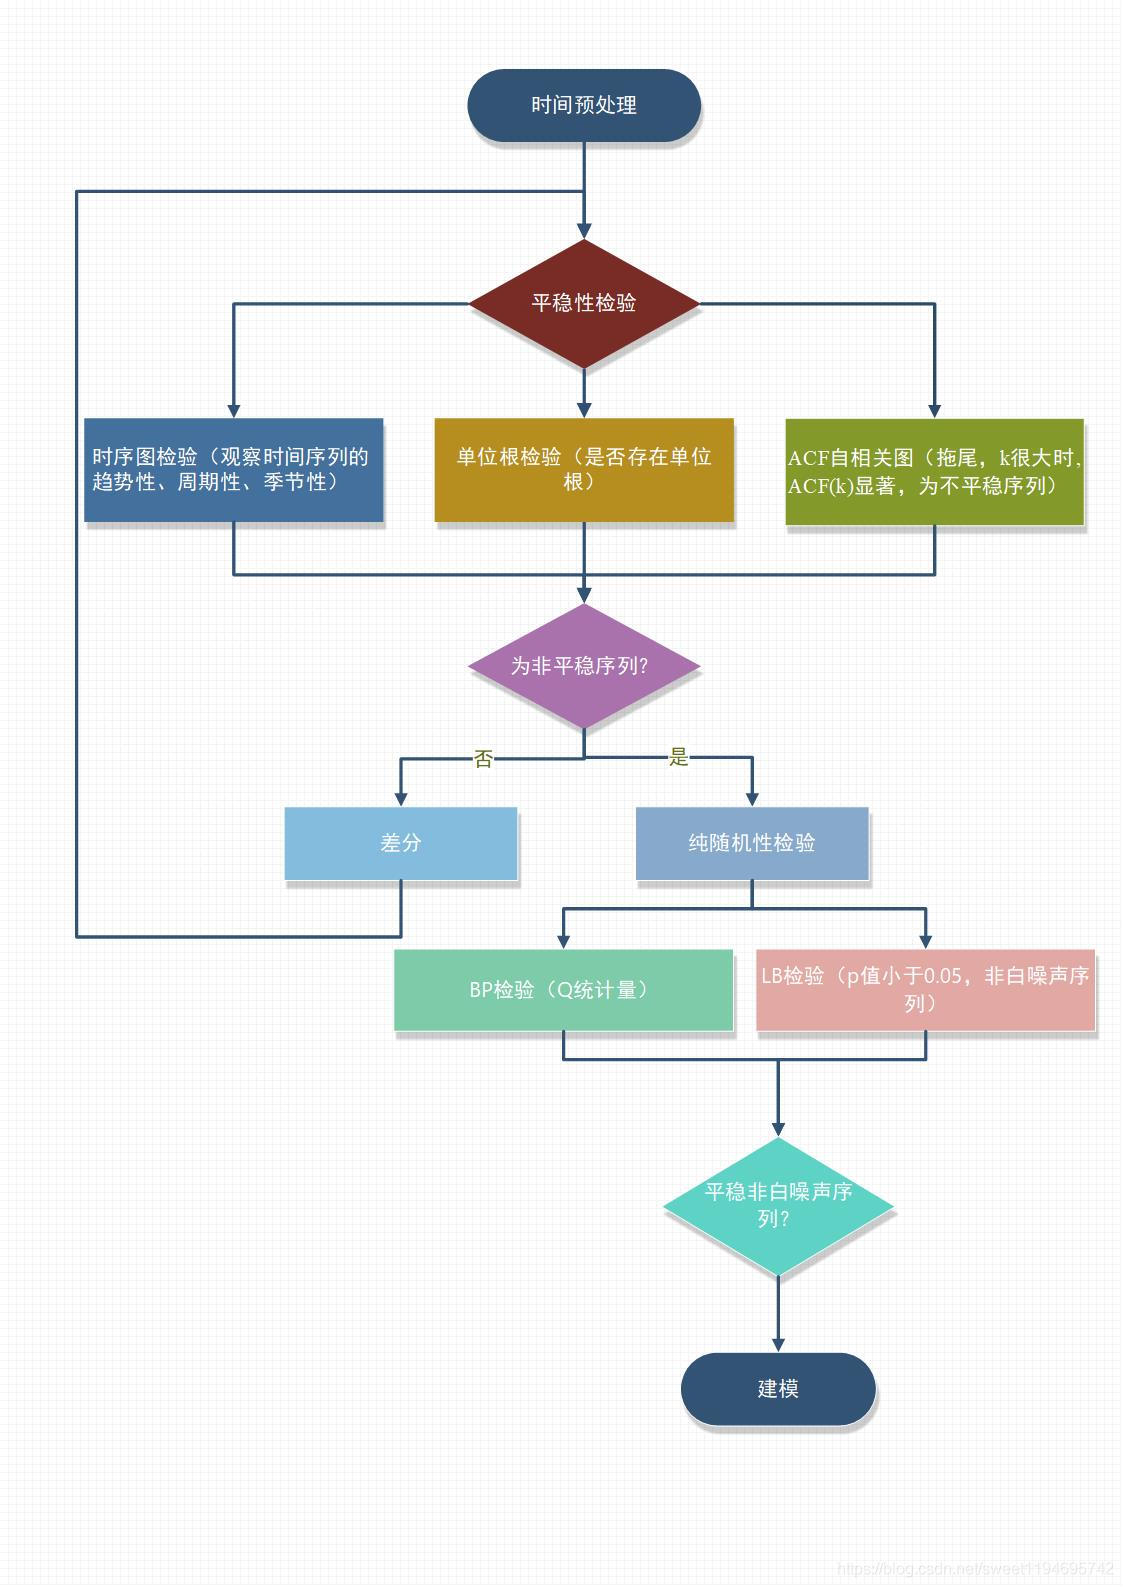 时间预处理
平稳性检验
时序图检验（观察时间序列的
趋势性、周期性、季节性）
单位根检验（是否存在单位
根）
ACF自相关图（拖尾，k很大时,
ACF(k)显著，为不平稳序列）
为非平稳序列?
否
是
差分
纯随机性检验
BP检验（Q统计量）
LB检验（p值小于0.05，非白噪声序
列）
平稳非白噪声序
列?
建模
https://blog.csdn.net/sweet1194695742